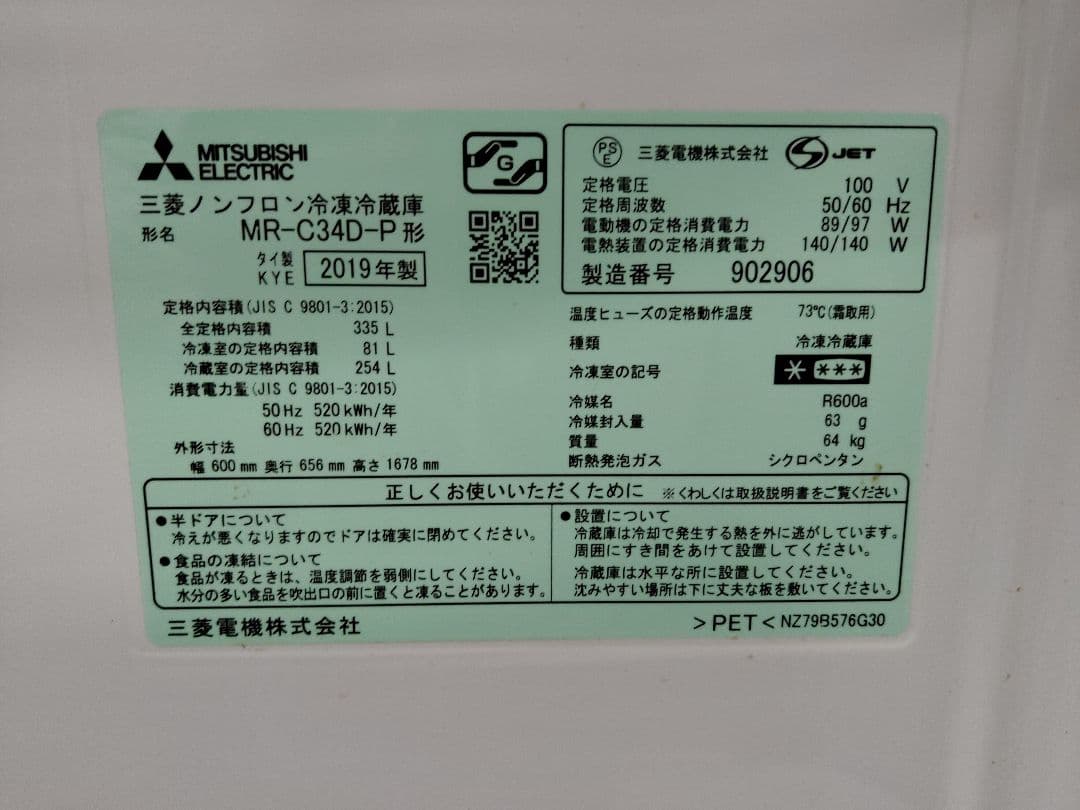 MITSUBISHI
ELECTRIC
三菱ノンフロン冷凍冷蔵庫
形名 MR-C34D-P形
タイ製
KYE 2019年製
G
定格内容積(JIS C 9801-3:2015)
全定格内容積 335 L
冷凍室の定格内容積 81 L
冷蔵室の定格内容積 254 L
消費電力量(JIS C 9801-3:2015)
50Hz 520kWh/年
60Hz 520kWh/年
外形寸法
幅 600mm 奥行 656mm 高さ 1678mm
PSE 三菱電機株式会社 JET
定格電圧 100 V
定格周波数 50/60 Hz
電動機の定格消費電力 89/97 W
電熱装置の定格消費電力 140/140 W
製造番号 902906
温度ヒューズの定格動作温度 73℃(霜取用)
種類 冷凍冷蔵庫
冷凍室の記号 * ***
冷媒名 R600a
冷媒封入量 63 g
質量 64 kg
断熱発泡ガス シクロペンタン
正しくお使いいただくために ※くわしくは取扱説明書をご覧ください
●半ドアについて
冷えが悪くなりますのでドアは確実に閉めてください。
●食品の凍結について
食品が凍るときは、温度調節を弱側にしてください。
水分の多い食品を吹出口の前に置くと凍ることがあります。
●設置について
冷蔵庫は冷却で発生する熱を外に逃がしています。
周囲にすき間をあけて設置してください。
冷蔵庫は水平な所に設置してください。
沈みやすい場所は下に丈夫な板を敷いてください。
三菱電機株式会社
>PET< NZ79B576G30